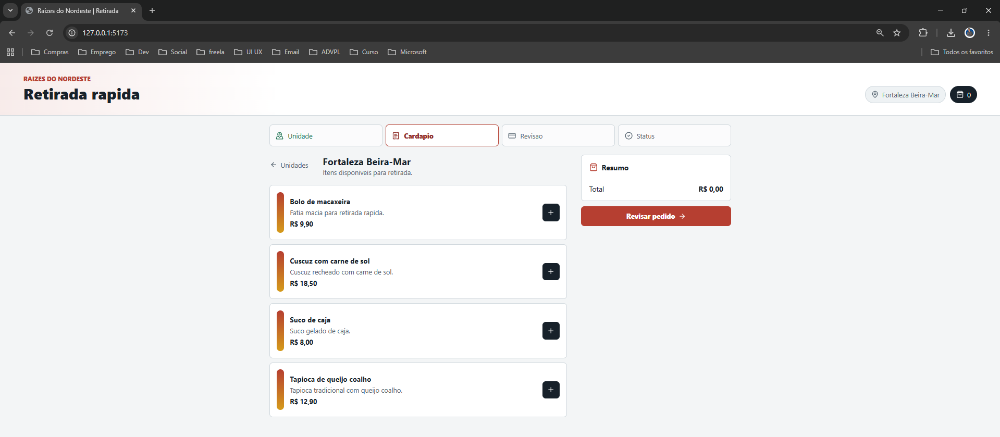 Raizes do Nordeste | Retirada
127.0.0.1:5173
Compras Emprego Dev Social freela UI UX Email ADVPL Curso Microsoft Todos os favoritos
RAIZES DO NORDESTE
Retirada rapida
Fortaleza Beira-Mar 0
Unidade Cardapio Revisao Status
Unidades
Fortaleza Beira-Mar
Itens disponiveis para retirada.
Bolo de macaxeira
Fatia macia para retirada rapida.
R$ 9,90
Cuscuz com carne de sol
Cuscuz recheado com carne de sol.
R$ 18,50
Suco de caja
Suco gelado de caja.
R$ 8,00
Tapioca de queijo coalho
Tapioca tradicional com queijo coalho.
R$ 12,90
Resumo
Total R$ 0,00
Revisar pedido